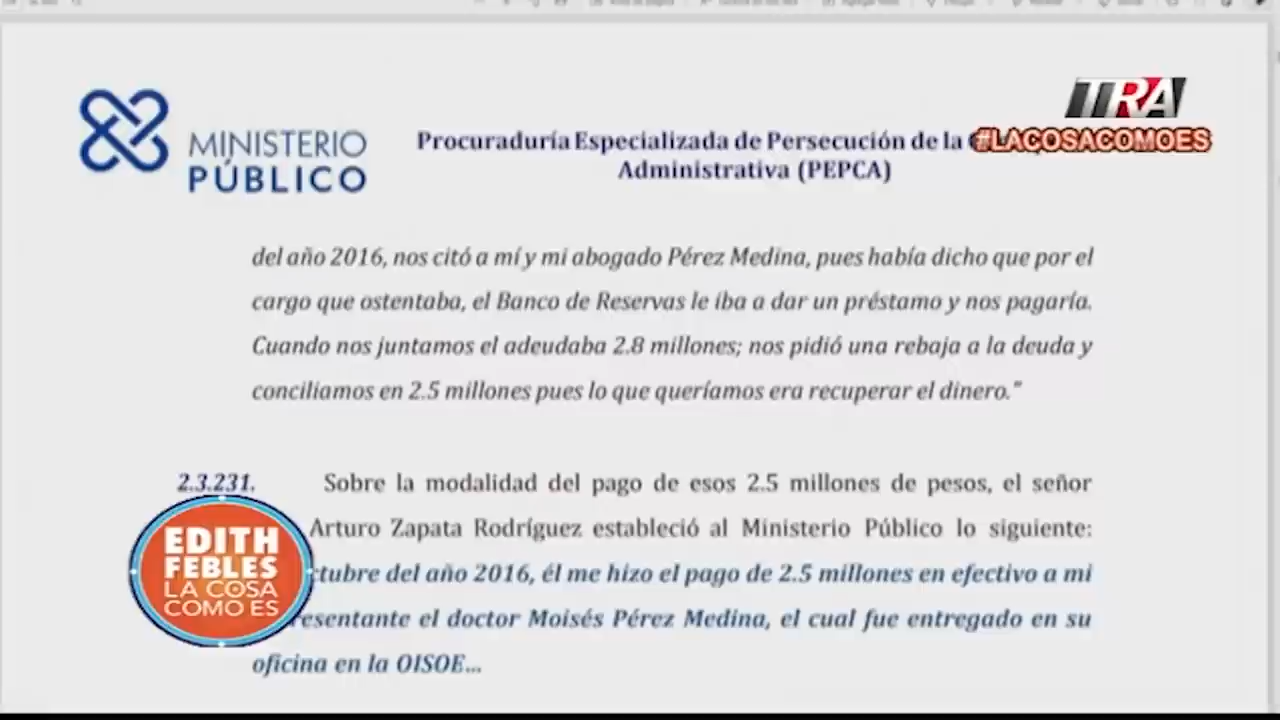 TRA
#LACOSACOMOES
MINISTERIO
PÚBLICO
Procuraduría Especializada de Persecución de la
Administrativa (PEPCA)
del año 2016, nos citó a mí y mi abogado Pérez Medina, pues había dicho que por el
cargo que ostentaba, el Banco de Reservas le iba a dar un préstamo y nos pagaría.
Cuando nos juntamos el adeudaba 2.8 millones; nos pidió una rebaja a la deuda y
conciliamos en 2.5 millones pues lo que queríamos era recuperar el dinero."
2.3.231. Sobre la modalidad del pago de esos 2.5 millones de pesos, el señor
Arturo Zapata Rodríguez estableció al Ministerio Público lo siguiente:
tubre del año 2016, él me hizo el pago de 2.5 millones en efectivo a mi
resentante el doctor Moisés Pérez Medina, el cual fue entregado en su
oficina en la OISOE...
EDITH
FEBLES
LA COSA
COMO ES